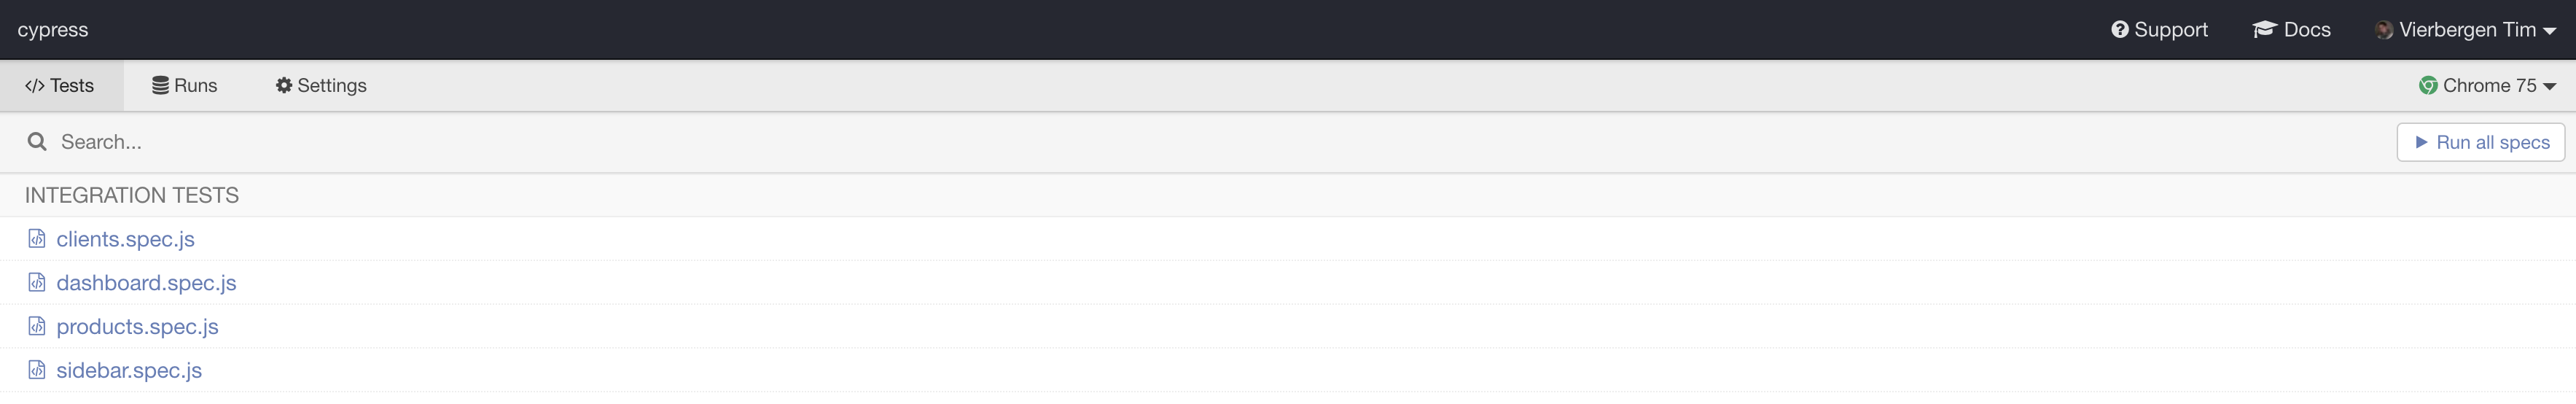 cypress Support Docs Vierbergen Tim
</> Tests Runs Settings Chrome 75
Search... Run all specs
INTEGRATION TESTS
clients.spec.js
dashboard.spec.js
products.spec.js
sidebar.spec.js